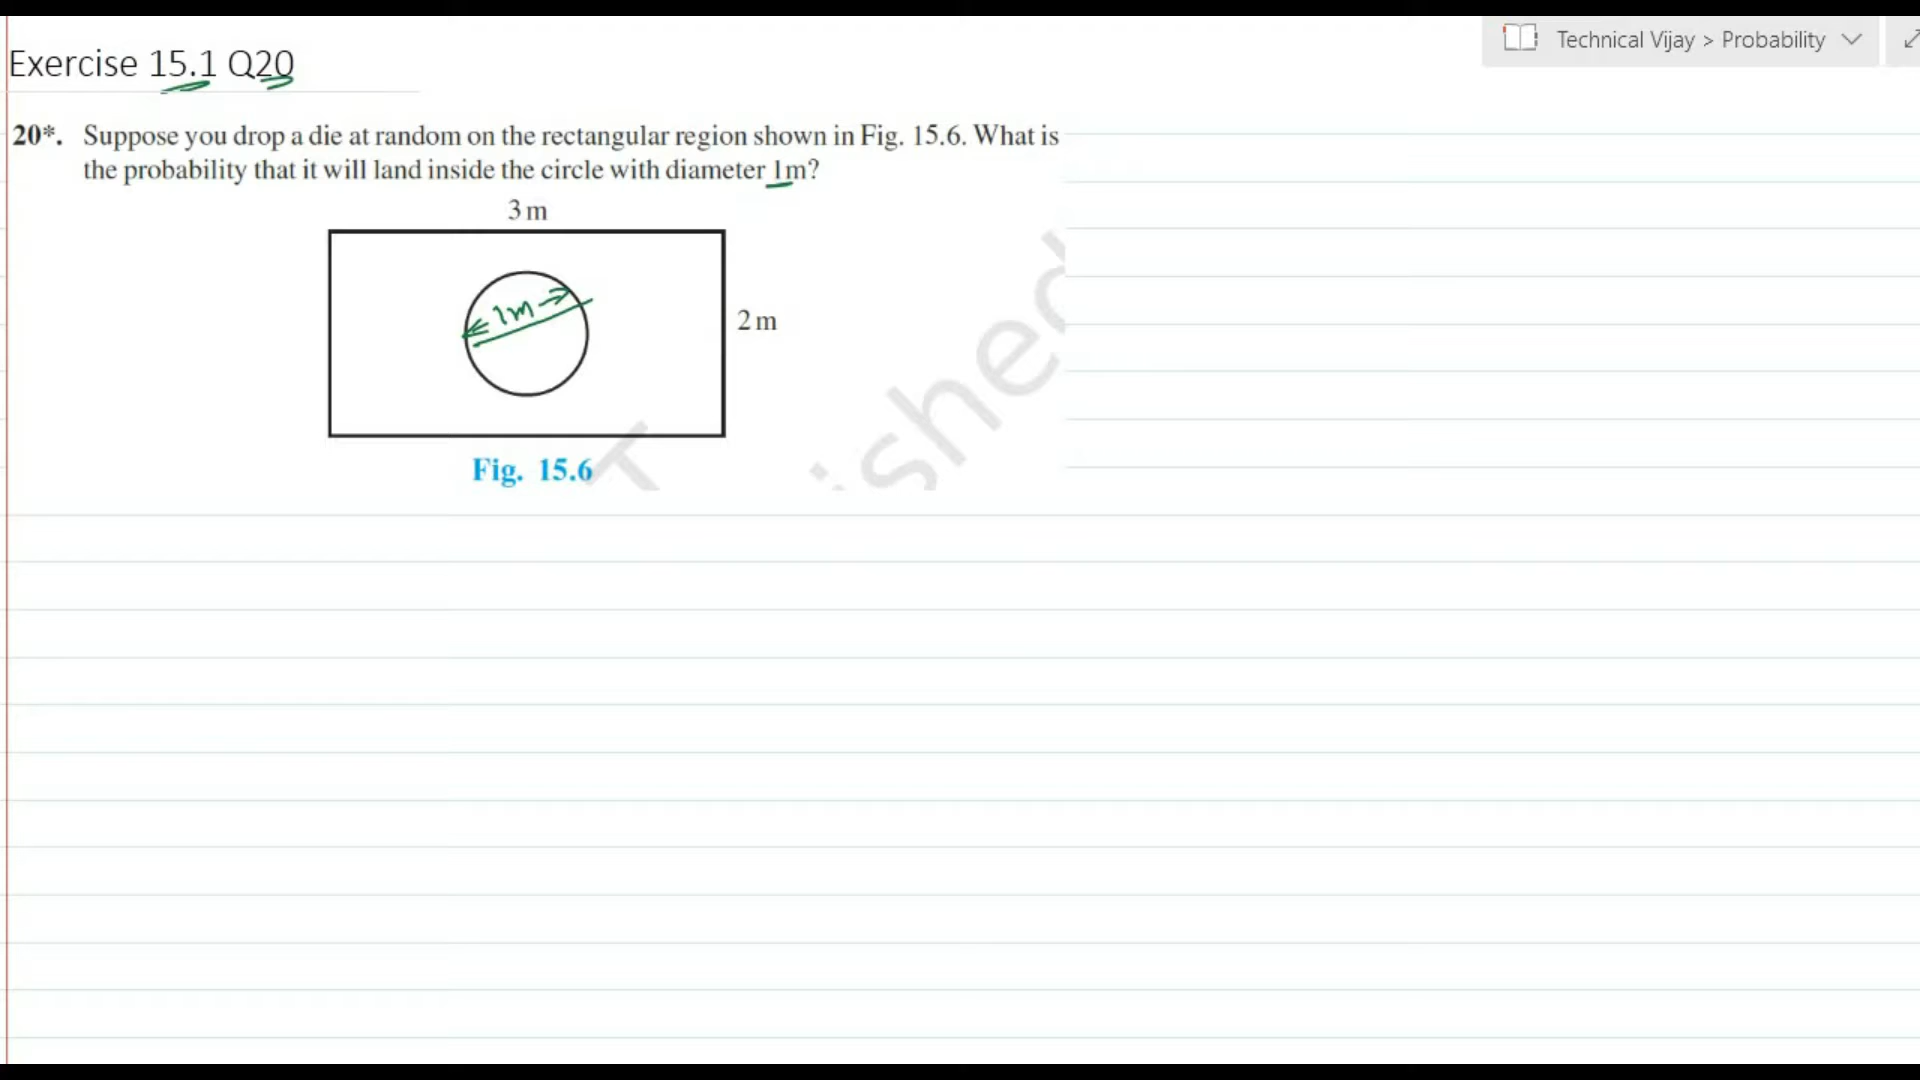 Technical Vijay > Probability
Exercise 15.1 Q20
20*. Suppose you drop a die at random on the rectangular region shown in Fig. 15.6. What is
the probability that it will land inside the circle with diameter 1m?
3 m
1m
2 m
Fig. 15.6
ished